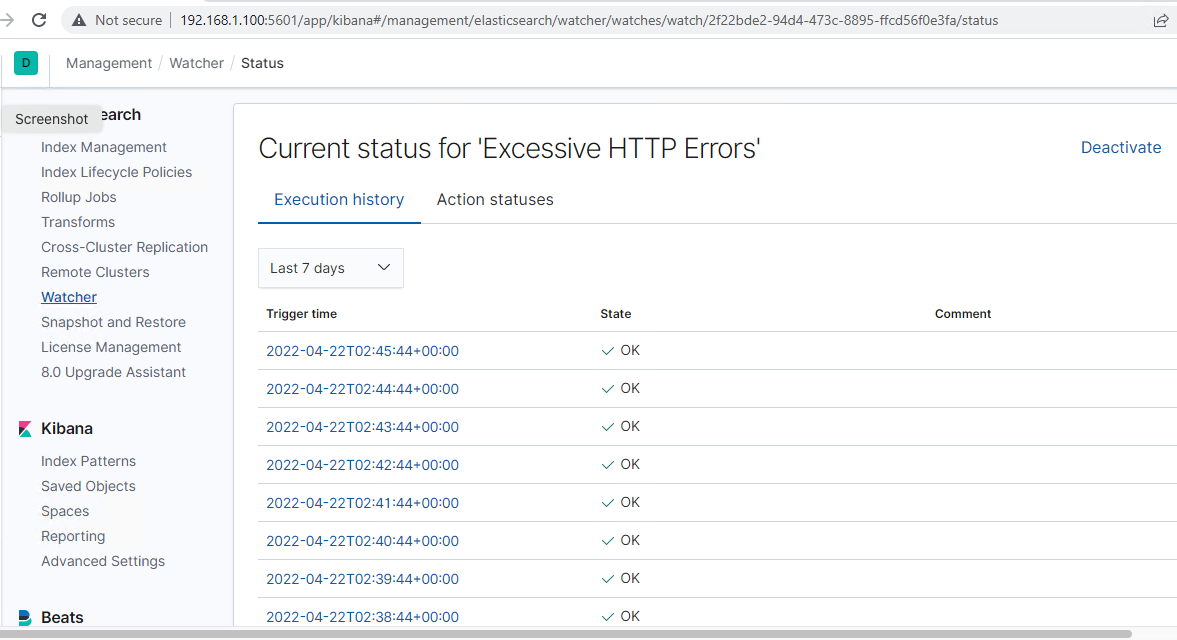 Not secure | 192.168.1.100:5601/app/kibana#/management/elasticsearch/watcher/watches/watch/2f22bde2-94d4-473c-8895-ffcd56f0e3fa/status
D Management / Watcher / Status
Screenshot
earch
Index Management
Index Lifecycle Policies
Rollup Jobs
Transforms
Cross-Cluster Replication
Remote Clusters
Watcher
Snapshot and Restore
License Management
8.0 Upgrade Assistant
Kibana
Index Patterns
Saved Objects
Spaces
Reporting
Advanced Settings
Beats
Current status for 'Excessive HTTP Errors'
Deactivate
Execution history Action statuses
Last 7 days
Trigger time State Comment
2022-04-22T02:45:44+00:00 OK
2022-04-22T02:44:44+00:00 OK
2022-04-22T02:43:44+00:00 OK
2022-04-22T02:42:44+00:00 OK
2022-04-22T02:41:44+00:00 OK
2022-04-22T02:40:44+00:00 OK
2022-04-22T02:39:44+00:00 OK
2022-04-22T02:38:44+00:00 OK